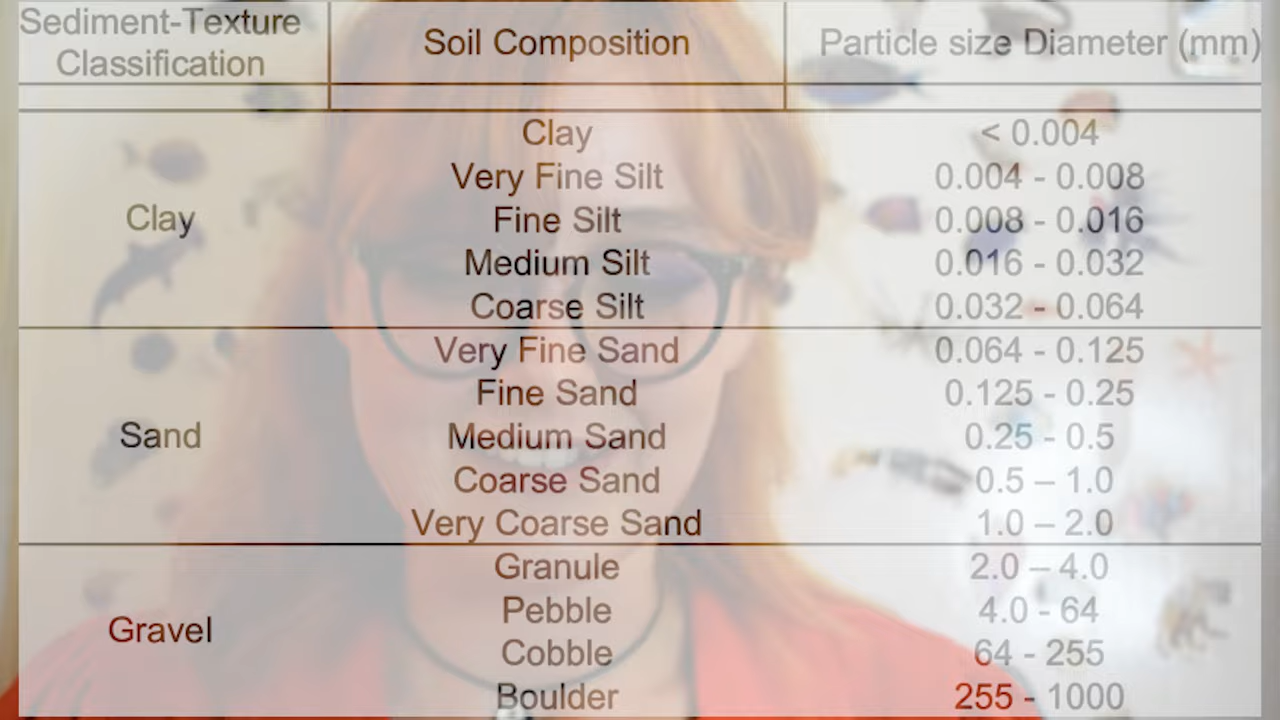 Sediment-Texture Classification Soil Composition Particle size Diameter (mm)
Clay < 0.004
Very Fine Silt 0.004 - 0.008
Clay Fine Silt 0.008 - 0.016
Medium Silt 0.016 - 0.032
Coarse Silt 0.032 - 0.064
Very Fine Sand 0.064 - 0.125
Fine Sand 0.125 - 0.25
Sand Medium Sand 0.25 - 0.5
Coarse Sand 0.5 – 1.0
Very Coarse Sand 1.0 – 2.0
Granule 2.0 – 4.0
Gravel Pebble 4.0 - 64
Cobble 64 - 255
Boulder 255 - 1000